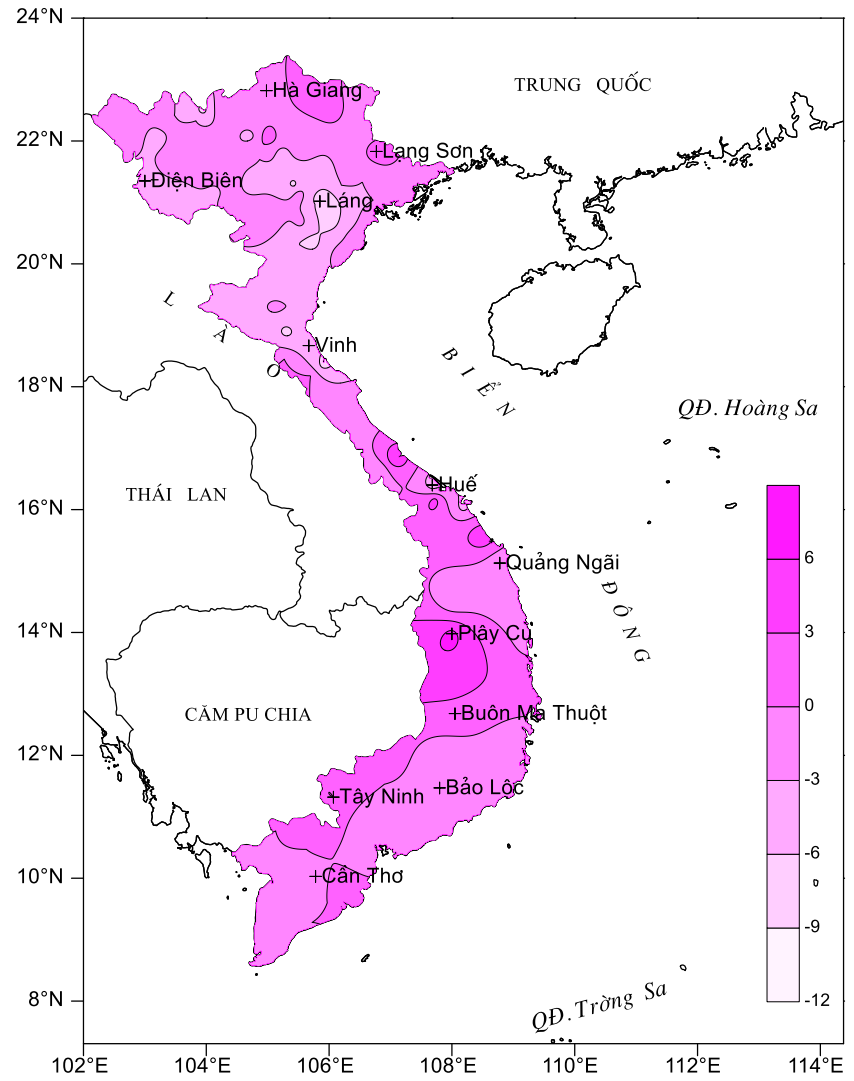 24°N
TRUNG QUỐC
Hà Giang
22°N
Lạng Sơn
Điện Biên
Láng
20°N
LÀO
Vinh
18°N
BIỂN
QĐ. Hoàng Sa
THÁI LAN
Huế
16°N
Quảng Ngãi
6
ĐÔNG
14°N
Plây Cu
3
CĂM PU CHIA
Buôn Ma Thuột
0
12°N
Bảo Lộc
-3
Tây Ninh
10°N
Cần Thơ
-6
-9
8°N
QĐ. Trờng Sa
-12
102°E
104°E
106°E
108°E
110°E
112°E
114°E